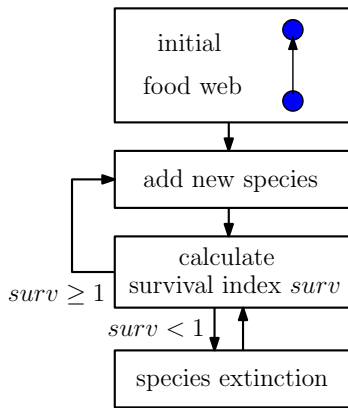 initial
food web
add new species
calculate
survival index surv
surv ≥ 1
surv < 1
species extinction